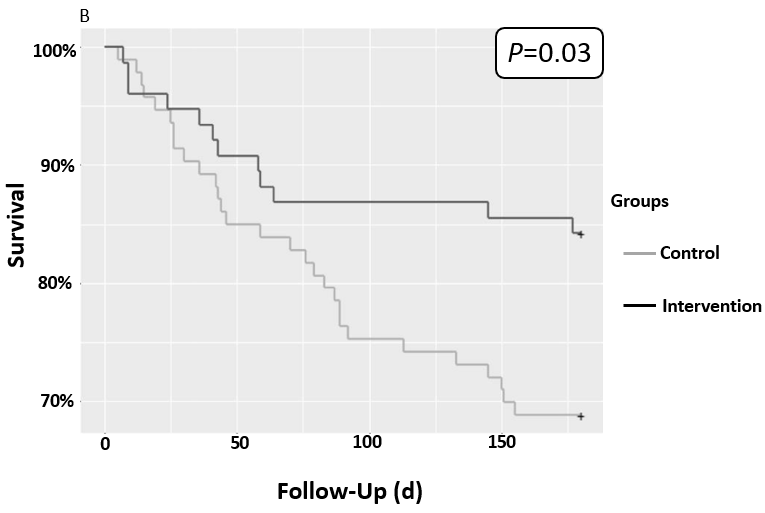 B
P=0.03
100%
90%
80%
70%
Survival
0 50 100 150
Follow-Up (d)
Groups
Control
Intervention